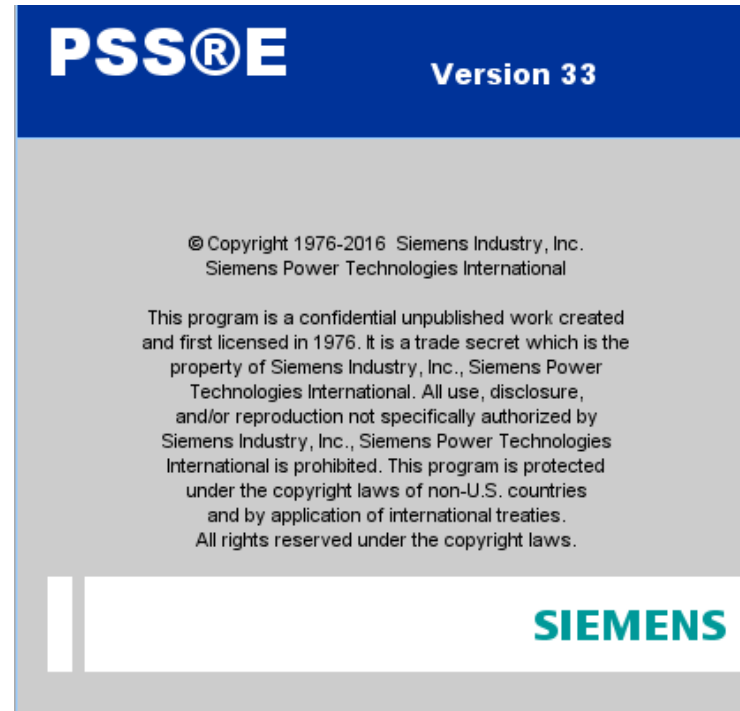 PSS®E
Version 33
© Copyright 1976-2016 Siemens Industry, Inc.
Siemens Power Technologies International
This program is a confidential unpublished work created
and first licensed in 1976. It is a trade secret which is the
property of Siemens Industry, Inc., Siemens Power
Technologies International. All use, disclosure,
and/or reproduction not specifically authorized by
Siemens Industry, Inc., Siemens Power Technologies
International is prohibited. This program is protected
under the copyright laws of non-U.S. countries
and by application of international treaties.
All rights reserved under the copyright laws.
SIEMENS